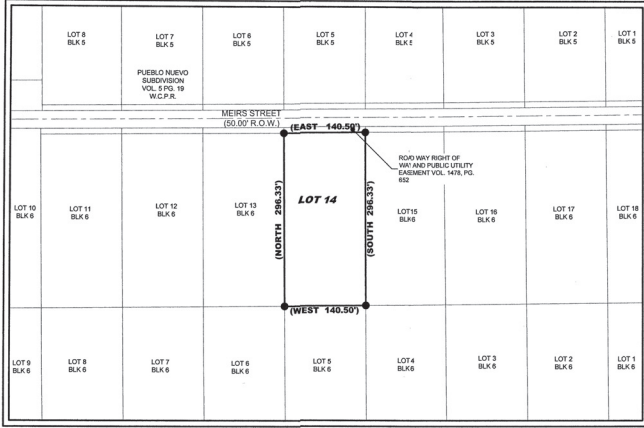 LOT 8
BLK 5
LOT 7
BLK 5
LOT 6
BLK 5
LOT 5
BLK 5
LOT 4
BLK 5
LOT 3
BLK 5
LOT 2
BLK 5
LOT 1
BLK 5
PUEBLO NUEVO
SUBDIVISION
VOL. 5 PG. 19
W.C.P.R.
MEIRS STREET
(50.00' R.O.W.)
(EAST 140.50')
ROAD WAY RIGHT OF
WAY AND PUBLIC UTILITY
EASEMENT VOL. 1478, PG.
652
LOT 10
BLK 6
LOT 11
BLK 6
LOT 12
BLK 6
LOT 13
BLK 6
(NORTH 296.33')
LOT 14
(SOUTH 296.33')
LOT15
BLK6
LOT 16
BLK 6
LOT 17
BLK 6
LOT 18
BLK 6
(WEST 140.50')
LOT 9
BLK 6
LOT 8
BLK 6
LOT 7
BLK 6
LOT 6
BLK 6
LOT 5
BLK 6
LOT4
BLK6
LOT 3
BLK 6
LOT 2
BLK 6
LOT 1
BLK 6